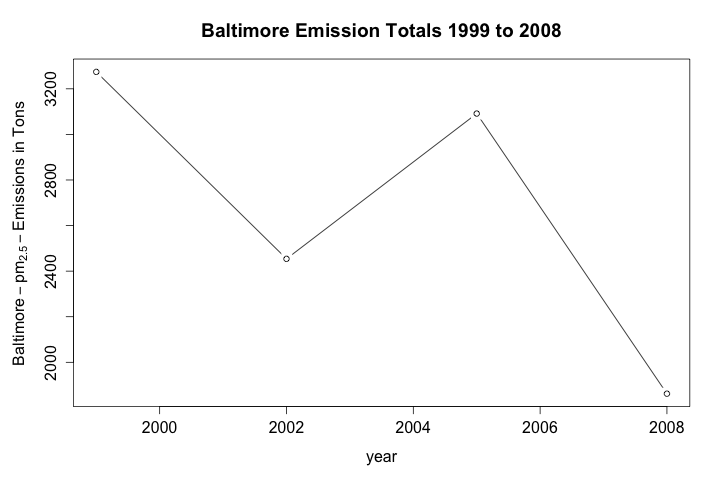 Baltimore Emission Totals 1999 to 2008
Baltimore − pm2.5 − Emissions in Tons
3200
2800
2400
2000
2000 2002 2004 2006 2008
year